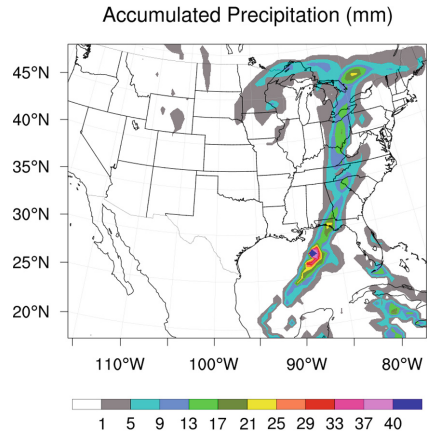 Accumulated Precipitation (mm)
45°N
40°N
35°N
30°N
25°N
20°N
110°W 100°W 90°W 80°W
1 5 9 13 17 21 25 29 33 37 40